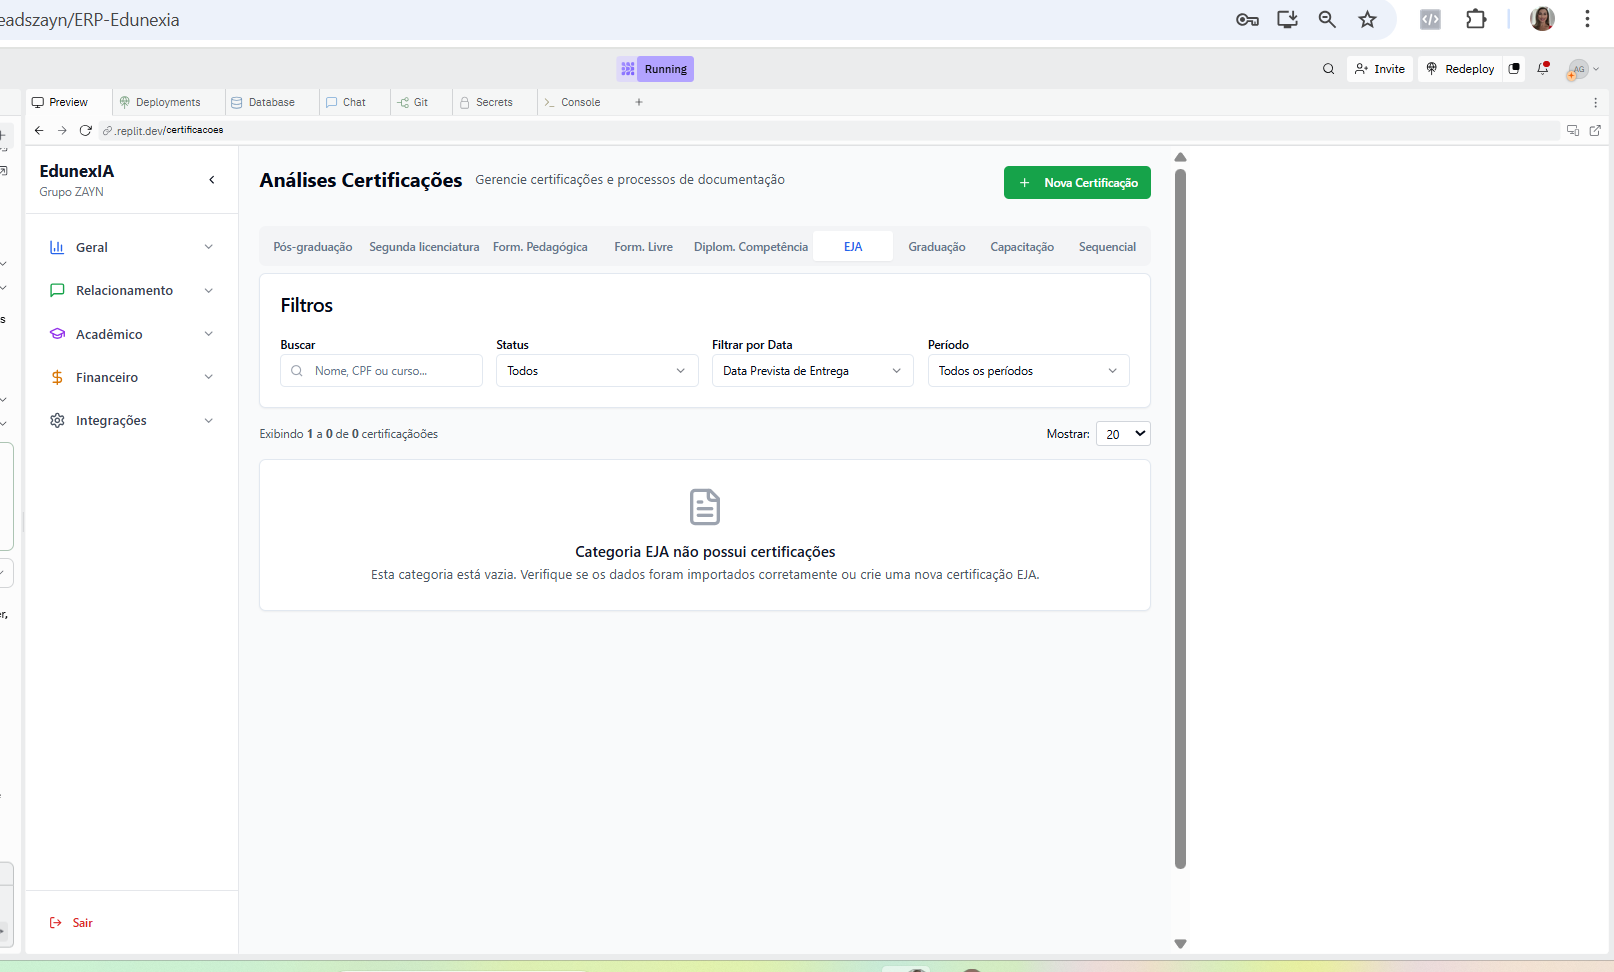 eadszayn/ERP-Edunexia
Running
Invite
Redeploy
AG
Preview
Deployments
Database
Chat
Git
Secrets
Console
.replit.dev/certificacoes
EdunexIA
Grupo ZAYN
Geral
Relacionamento
Acadêmico
Financeiro
Integrações
Sair
Análises Certificações
Gerencie certificações e processos de documentação
Nova Certificação
Pós-graduação
Segunda licenciatura
Form. Pedagógica
Form. Livre
Diplom. Competência
EJA
Graduação
Capacitação
Sequencial
Filtros
Buscar
Status
Filtrar por Data
Período
Nome, CPF ou curso...
Todos
Data Prevista de Entrega
Todos os períodos
Exibindo 1 a 0 de 0 certificaçãoões
Mostrar:
20
Categoria EJA não possui certificações
Esta categoria está vazia. Verifique se os dados foram importados corretamente ou crie uma nova certificação EJA.
s
er,